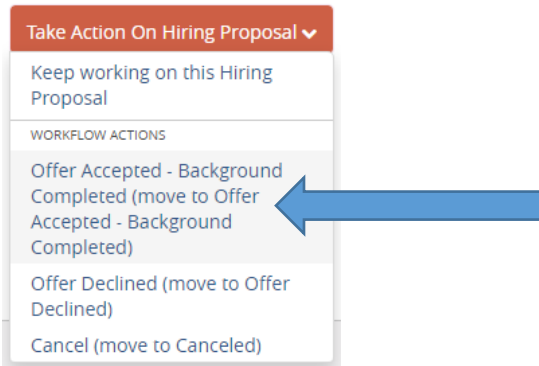 Take Action On Hiring Proposal
Keep working on this Hiring
Proposal
WORKFLOW ACTIONS
Offer Accepted - Background
Completed (move to Offer
Accepted - Background
Completed)
Offer Declined (move to Offer
Declined)
Cancel (move to Canceled)